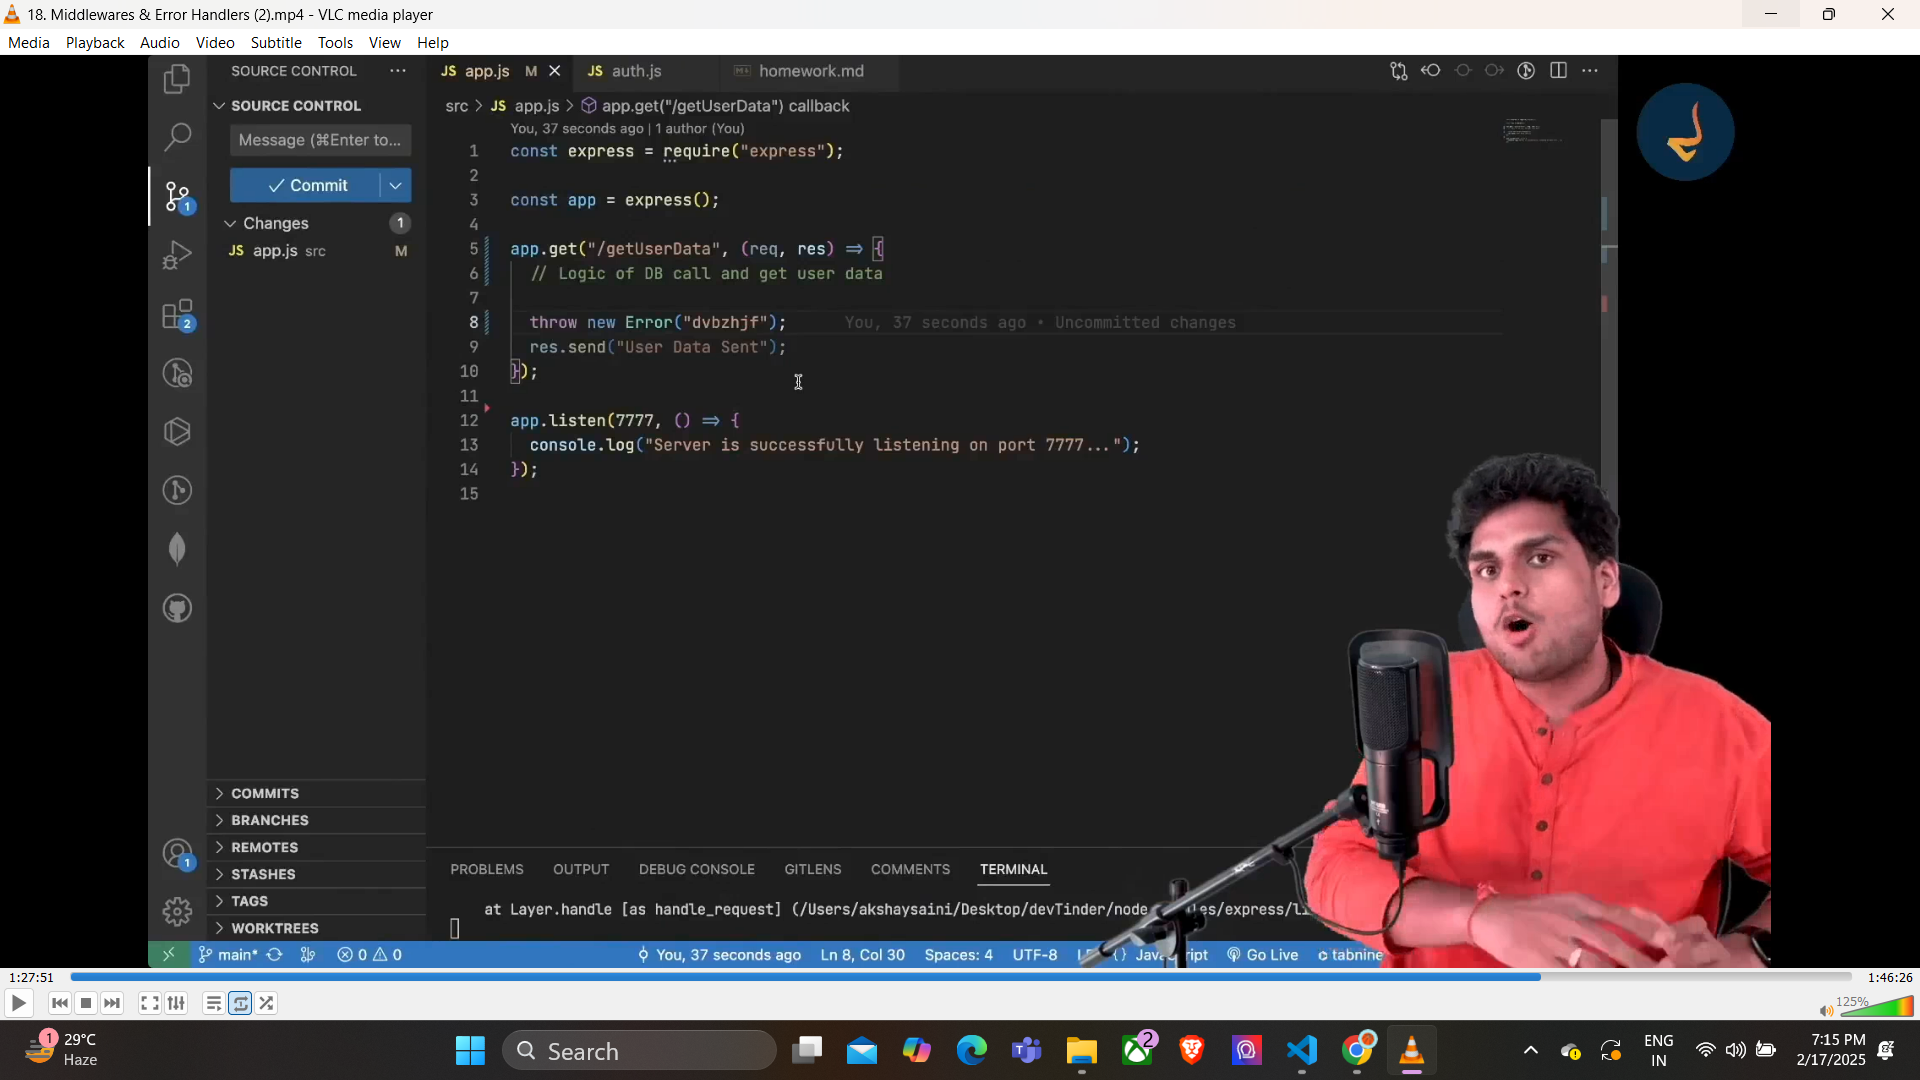 18. Middlewares & Error Handlers (2).mp4 - VLC media player
Media Playback Audio Video Subtitle Tools View Help
SOURCE CONTROL
JS app.js M
JS auth.js
homework.md
SOURCE CONTROL
src > JS app.js > app.get("/getUserData") callback
Message (⌘Enter to...
Commit
Changes 1
JS app.js src M
You, 37 seconds ago | 1 author (You)
1 const express = require("express");
2
3 const app = express();
4
5 app.get("/getUserData", (req, res) => {
6 // Logic of DB call and get user data
7
8 throw new Error("dvbzhjf"); You, 37 seconds ago • Uncommitted changes
9 res.send("User Data Sent");
10 });
11
12 app.listen(7777, () => {
13 console.log("Server is successfully listening on port 7777...");
14 });
15
1
2
1
COMMITS
BRANCHES
REMOTES
STASHES
TAGS
WORKTREES
PROBLEMS OUTPUT DEBUG CONSOLE GITLENS COMMENTS TERMINAL
at Layer.handle [as handle_request] (/Users/akshaysaini/Desktop/devTinder/node
main* 0 0 You, 37 seconds ago Ln 8, Col 30 Spaces: 4 UTF-8 Go Live tabnine
1:27:51 1:46:26
125%
1 29°C
Haze
Search
2
ENG
IN
7:15 PM
2/17/2025